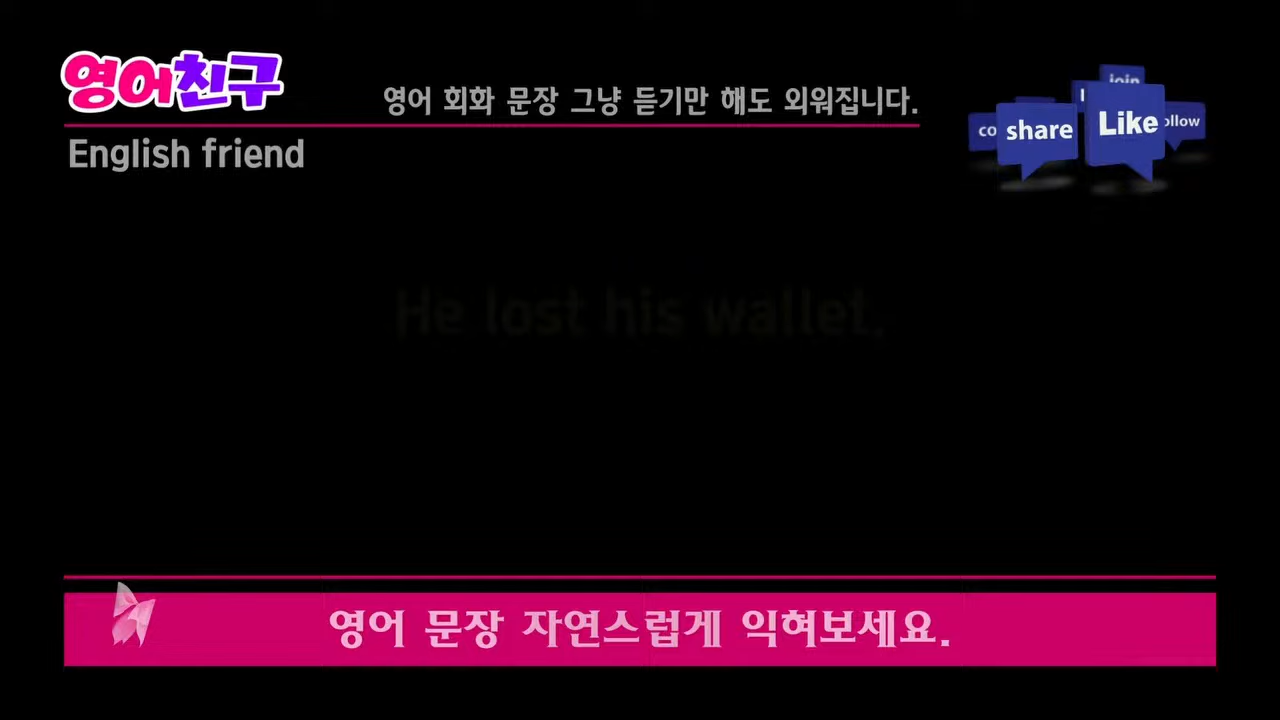 영어친구
영어 회화 문장 그냥 듣기만 해도 외워집니다.
English friend
join
share
Like
He lost his wallet.
영어 문장 자연스럽게 익혀보세요.